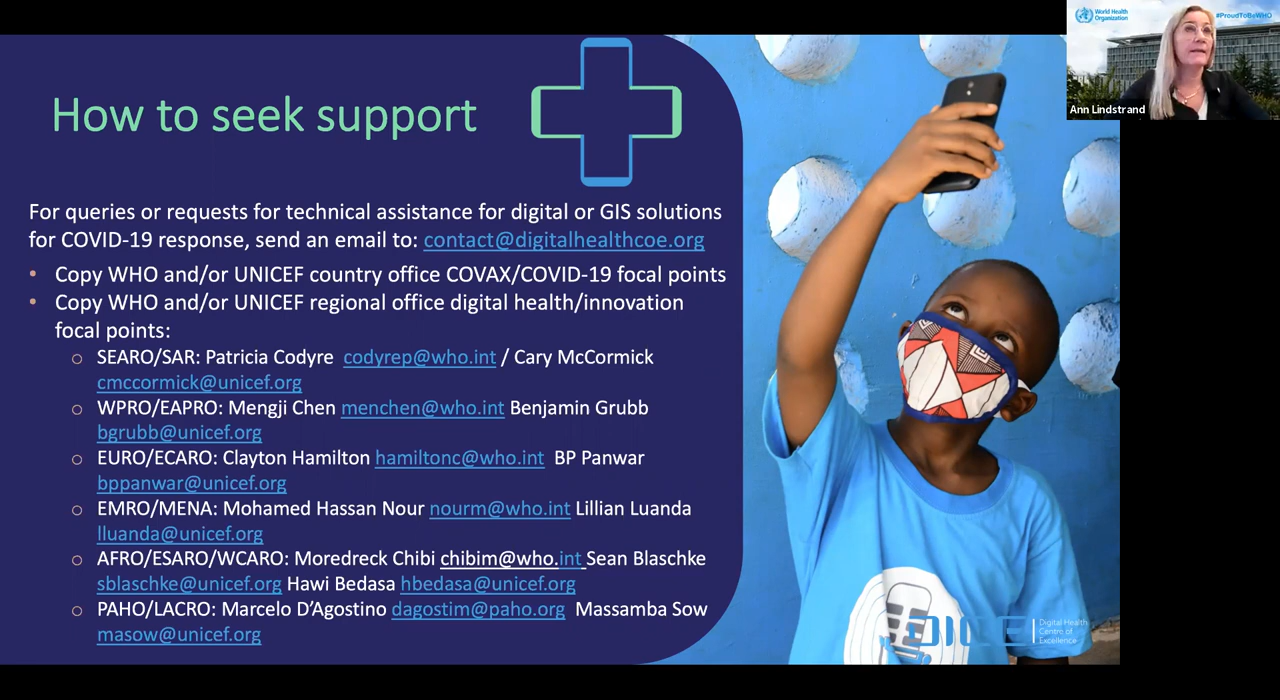 World Health
Organization
#ProudToBeWHO
Ann Lindstrand
How to seek support
For queries or requests for technical assistance for digital or GIS solutions
for COVID-19 response, send an email to: contact@digitalhealthcoe.org
• Copy WHO and/or UNICEF country office COVAX/COVID-19 focal points
• Copy WHO and/or UNICEF regional office digital health/innovation
focal points:
o SEARO/SAR: Patricia Codyre codyrep@who.int / Cary McCormick
cmccormick@unicef.org
o WPRO/EAPRO: Mengji Chen menchen@who.int Benjamin Grubb
bgrubb@unicef.org
o EURO/ECARO: Clayton Hamilton hamiltonc@who.int BP Panwar
bppanwar@unicef.org
o EMRO/MENA: Mohamed Hassan Nour nourm@who.int Lillian Luanda
lluanda@unicef.org
o AFRO/ESARO/WCARO: Moredreck Chibi chibim@who.int Sean Blaschke
sblaschke@unicef.org Hawi Bedasa hbedasa@unicef.org
o PAHO/LACRO: Marcelo D’Agostino dagostim@paho.org Massamba Sow
masow@unicef.org
DICE
Digital Health
Centre of
Excellence